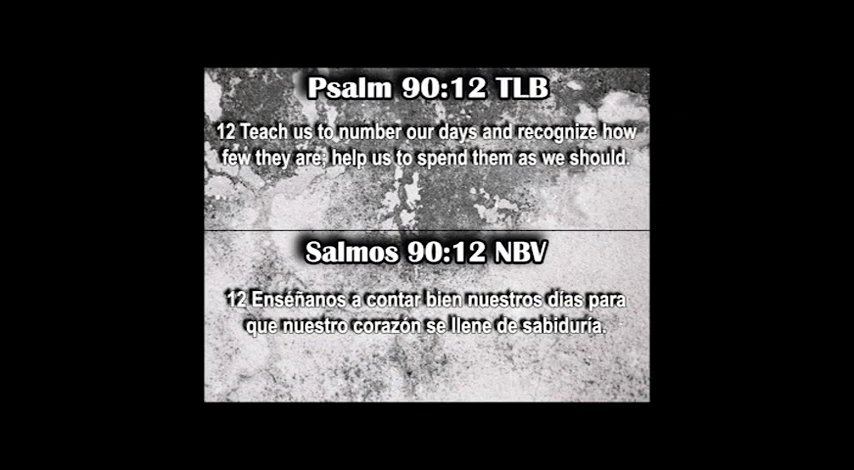 Psalm 90:12 TLB
12 Teach us to number our days and recognize how
few they are; help us to spend them as we should.
Salmos 90:12 NBV
12 Enséñanos a contar bien nuestros días para
que nuestro corazón se llene de sabiduría.